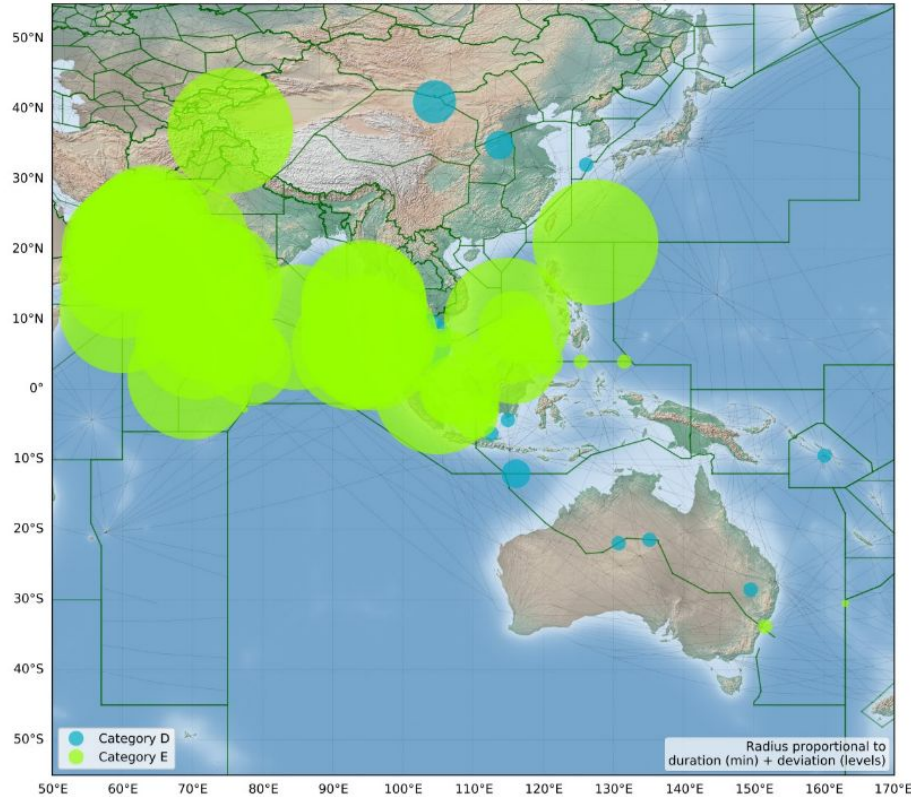 50°N
40°N
30°N
20°N
10°N
0°
10°S
20°S
30°S
40°S
50°S
Category D
Category E
Radius proportional to
duration (min) + deviation (levels)
50°E 60°E 70°E 80°E 90°E 100°E 110°E 120°E 130°E 140°E 150°E 160°E 170°E